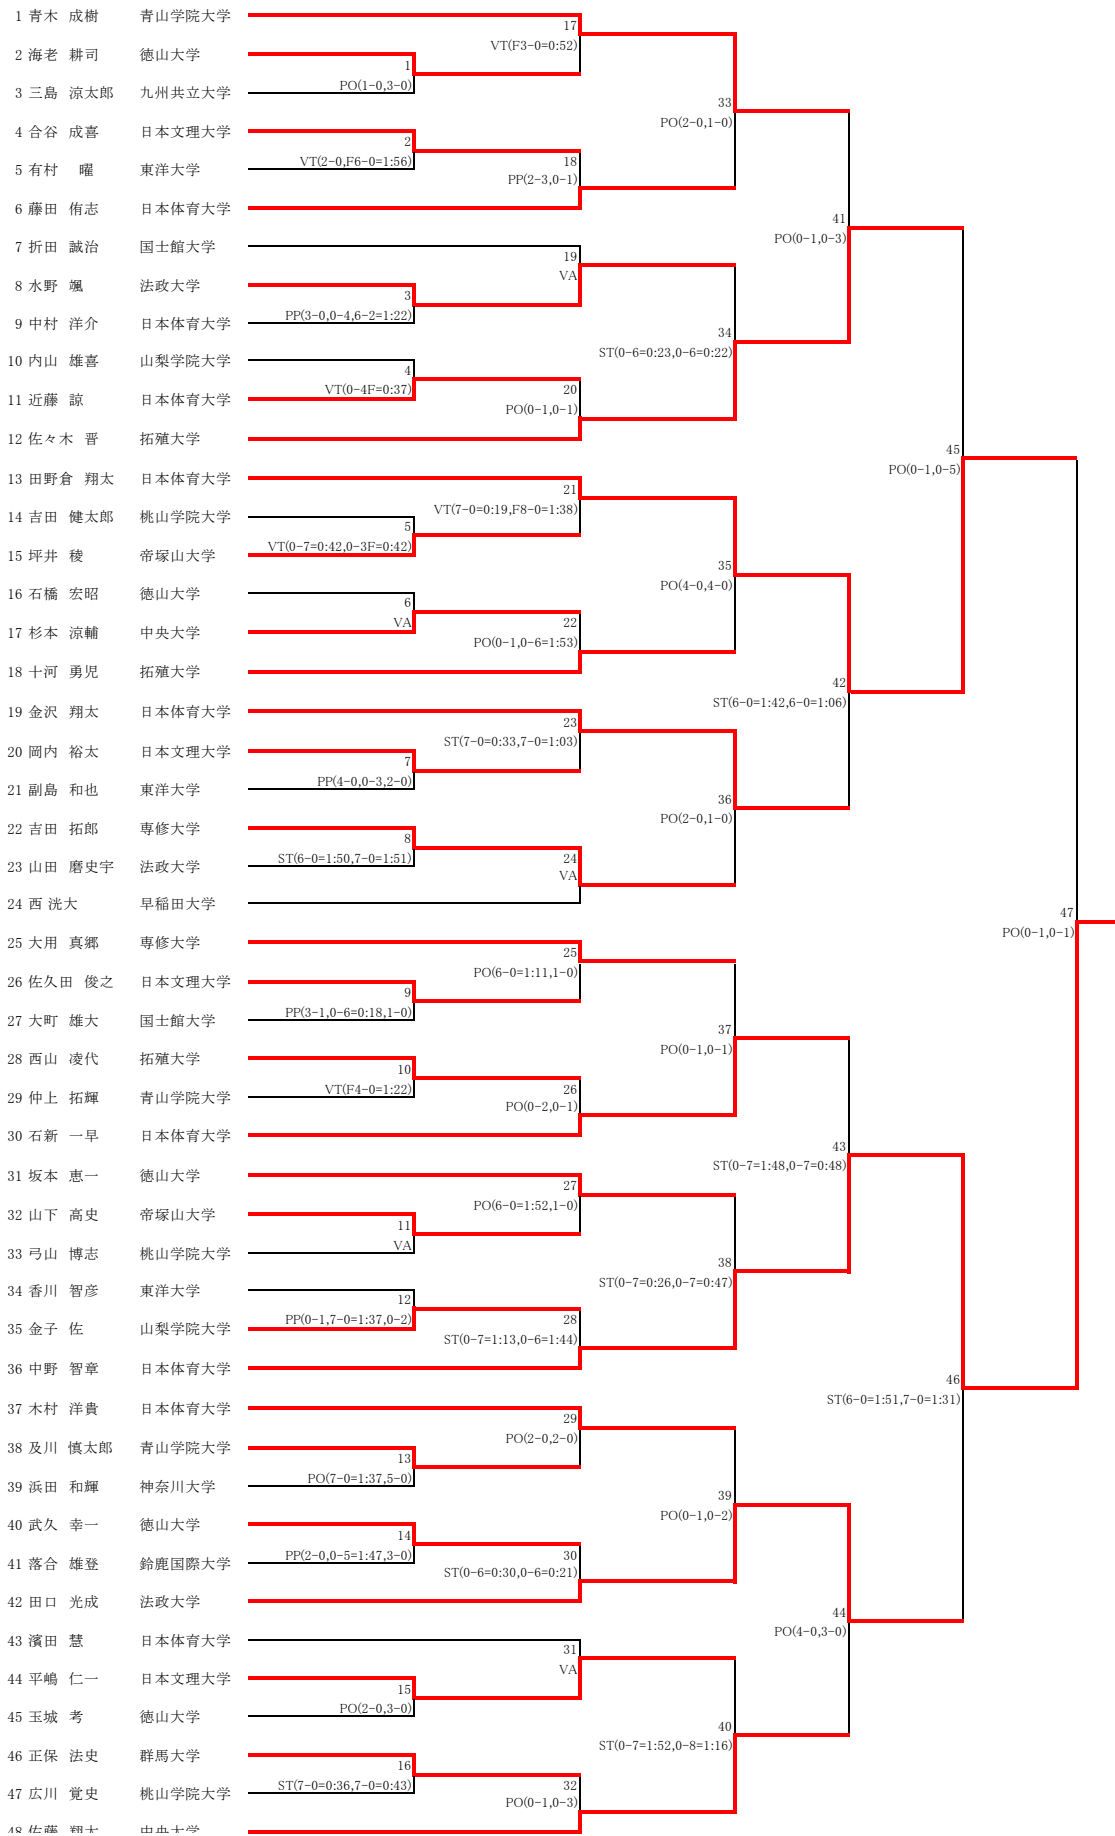 1 青木 成樹 青山学院大学
17
VT(F3-0=0:52)
2 海老 耕司 徳山大学
1
PO(1-0,3-0)
3 三島 涼太郎 九州共立大学
33
PO(2-0,1-0)
4 合谷 成喜 日本文理大学
2
VT(2-0,F6-0=1:56)
5 有村 曜 東洋大学
18
PP(2-3,0-1)
6 藤田 侑志 日本体育大学
41
PO(0-1,0-3)
7 折田 誠治 国士館大学
19
VA
8 水野 颯 法政大学
3
PP(3-0,0-4,6-2=1:22)
9 中村 洋介 日本体育大学
34
ST(0-6=0:23,0-6=0:22)
10 内山 雄喜 山梨学院大学
4
VT(0-4F=0:37)
11 近藤 諒 日本体育大学
20
PO(0-1,0-1)
12 佐々木 晋 拓殖大学
45
PO(0-1,0-5)
13 田野倉 翔太 日本体育大学
21
VT(7-0=0:19,F8-0=1:38)
14 吉田 健太郎 桃山学院大学
5
VT(0-7=0:42,0-3F=0:42)
15 坪井 稜 帝塚山大学
35
PO(4-0,4-0)
16 石橋 宏昭 徳山大学
6
VA
17 杉本 涼輔 中央大学
22
PO(0-1,0-6=1:53)
18 十河 勇児 拓殖大学
42
ST(6-0=1:42,6-0=1:06)
19 金沢 翔太 日本体育大学
23
ST(7-0=0:33,7-0=1:03)
20 岡内 裕太 日本文理大学
7
PP(4-0,0-3,2-0)
21 副島 和也 東洋大学
36
PO(2-0,1-0)
22 吉田 拓郎 専修大学
8
ST(6-0=1:50,7-0=1:51)
23 山田 磨史宇 法政大学
24
VA
24 西 洸大 早稲田大学
47
PO(0-1,0-1)
25 大用 真郷 専修大学
25
PO(6-0=1:11,1-0)
26 佐久田 俊之 日本文理大学
9
PP(3-1,0-6=0:18,1-0)
27 大町 雄大 国士館大学
37
PO(0-1,0-1)
28 西山 凌代 拓殖大学
10
VT(F4-0=1:22)
29 仲上 拓輝 青山学院大学
26
PO(0-2,0-1)
30 石新 一早 日本体育大学
43
ST(0-7=1:48,0-7=0:48)
31 坂本 恵一 徳山大学
27
PO(6-0=1:52,1-0)
32 山下 高史 帝塚山大学
11
VA
33 弓山 博志 桃山学院大学
38
ST(0-7=0:26,0-7=0:47)
34 香川 智彦 東洋大学
12
PP(0-1,7-0=1:37,0-2)
35 金子 佐 山梨学院大学
28
ST(0-7=1:13,0-6=1:44)
36 中野 智章 日本体育大学
46
ST(6-0=1:51,7-0=1:31)
37 木村 洋貴 日本体育大学
29
PO(2-0,2-0)
38 及川 慎太郎 青山学院大学
13
PO(7-0=1:37,5-0)
39 浜田 和輝 神奈川大学
39
PO(0-1,0-2)
40 武久 幸一 徳山大学
14
PP(2-0,0-5=1:47,3-0)
41 落合 雄登 鈴鹿国際大学
30
ST(0-6=0:30,0-6=0:21)
42 田口 光成 法政大学
44
PO(4-0,3-0)
43 濱田 慧 日本体育大学
31
VA
44 平嶋 仁一 日本文理大学
15
PO(2-0,3-0)
45 玉城 考 徳山大学
40
ST(0-7=1:52,0-8=1:16)
46 正保 法史 群馬大学
16
ST(7-0=0:36,7-0=0:43)
47 広川 覚史 桃山学院大学
32
PO(0-1,0-3)
48 佐藤 翔太 中央大学